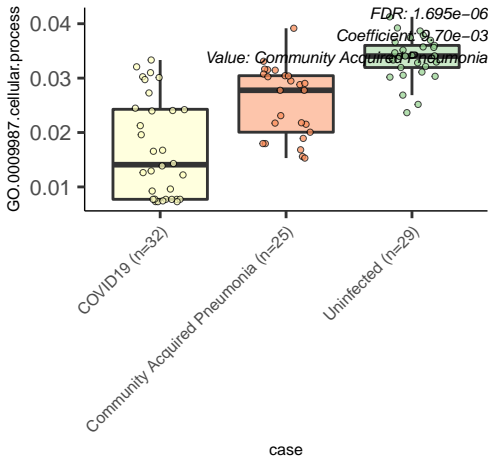 FDR: 1.695e−06
Coefficient: 9.70e−03
Value: Community Acquired Pneumonia
0.04
0.03
0.02
0.01
GO.0009987.cellular.process
COVID19 (n=32)
Community Acquired Pneumonia (n=25)
Uninfected (n=29)
case